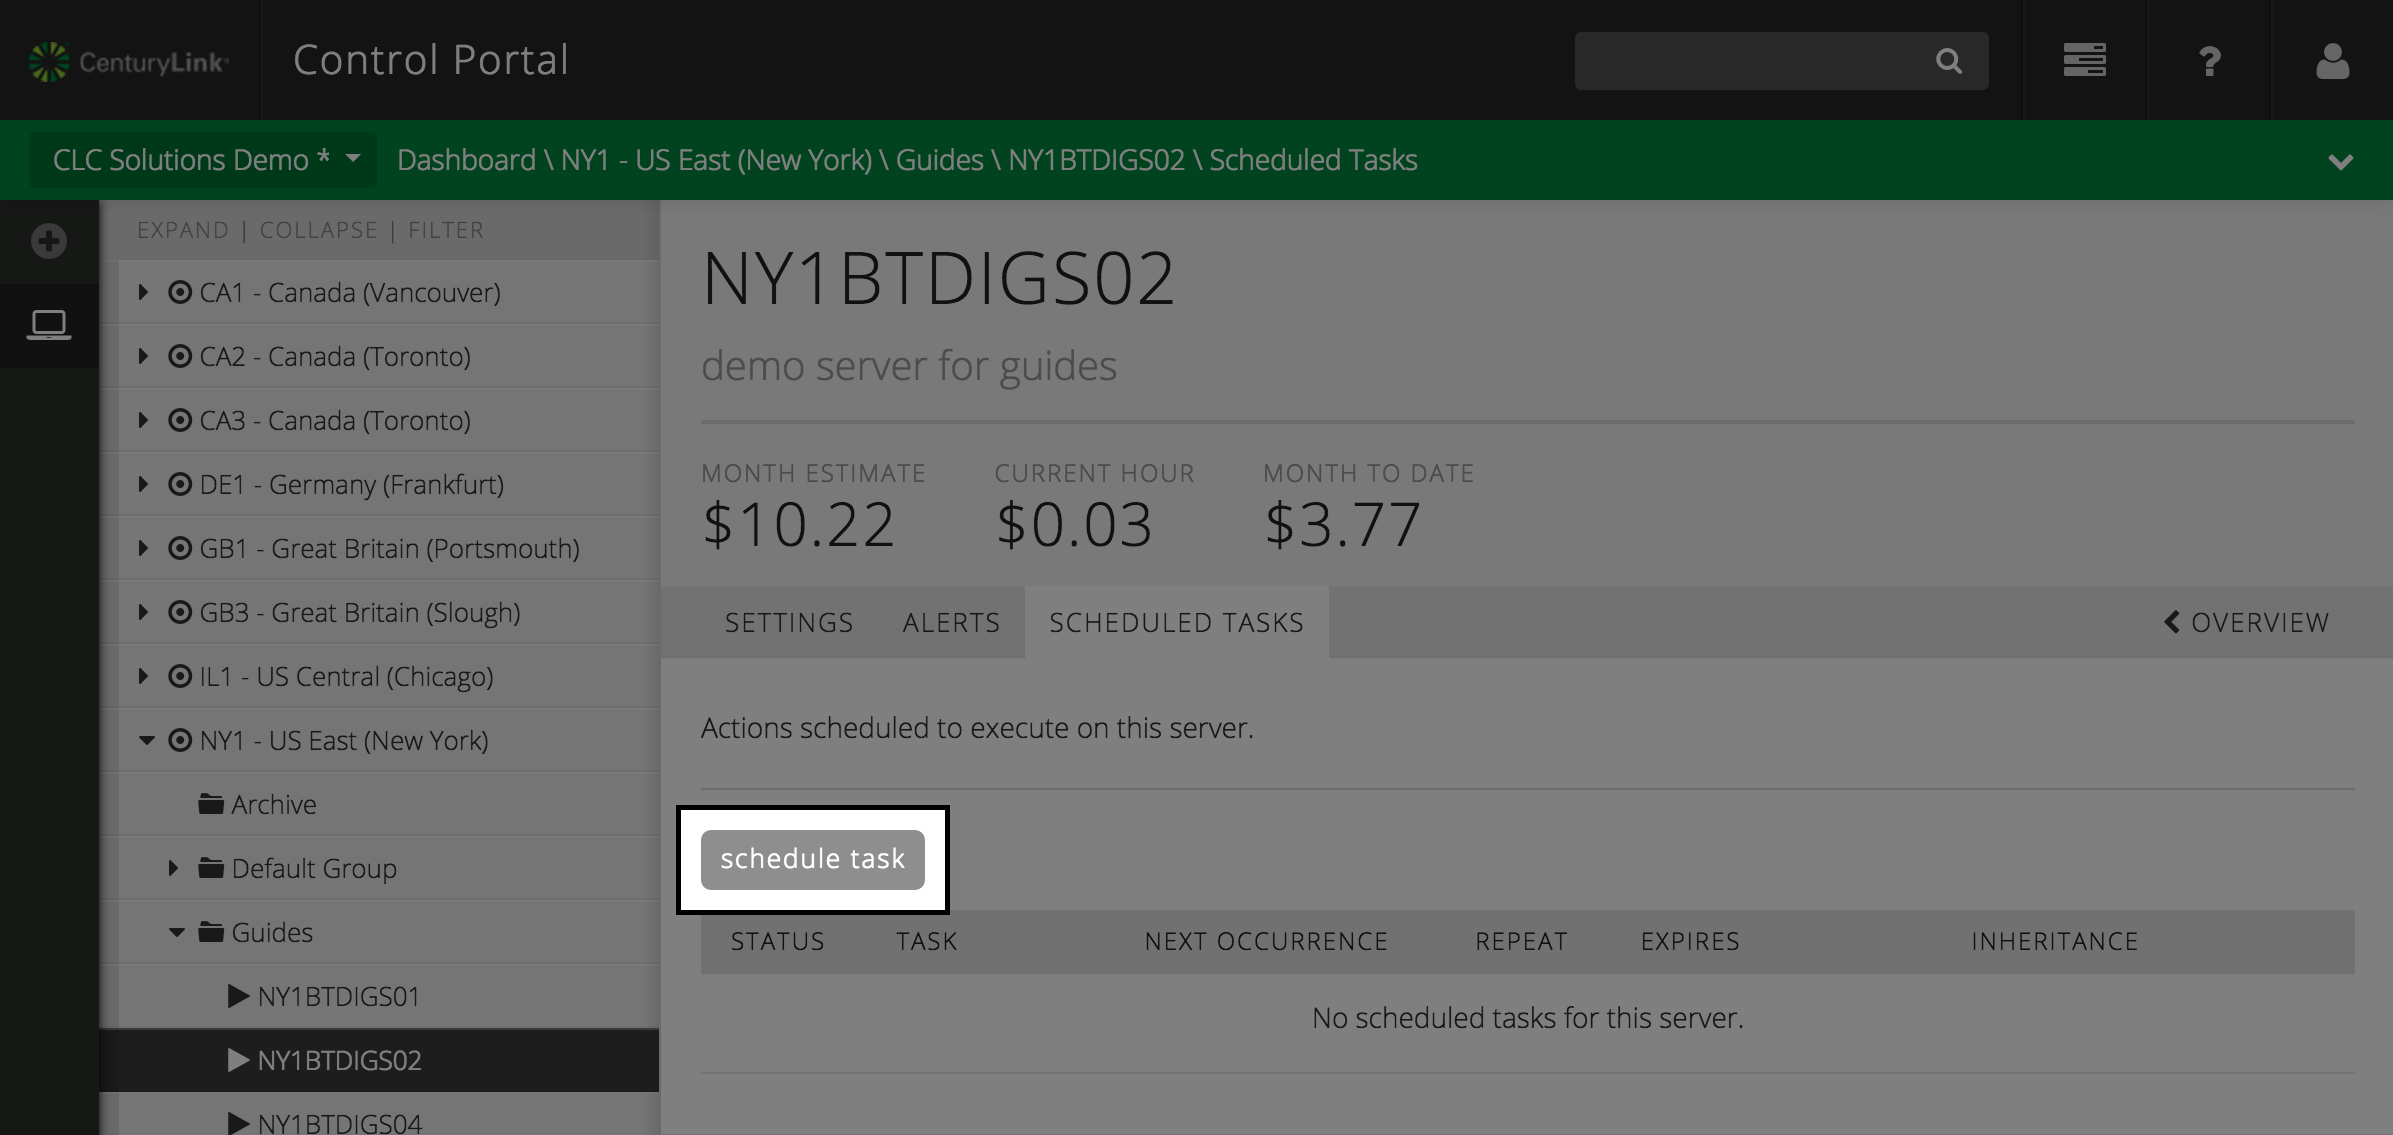 CenturyLink
Control Portal
?
CLC Solutions Demo *
Dashboard \ NY1 - US East (New York) \ Guides \ NY1BTDIGS02 \ Scheduled Tasks
EXPAND | COLLAPSE | FILTER
CA1 - Canada (Vancouver)
CA2 - Canada (Toronto)
CA3 - Canada (Toronto)
DE1 - Germany (Frankfurt)
GB1 - Great Britain (Portsmouth)
GB3 - Great Britain (Slough)
IL1 - US Central (Chicago)
NY1 - US East (New York)
Archive
Default Group
Guides
NY1BTDIGS01
NY1BTDIGS02
NY1BTDIGS04
NY1BTDIGS02
demo server for guides
MONTH ESTIMATE CURRENT HOUR MONTH TO DATE
$10.22 $0.03 $3.77
SETTINGS ALERTS SCHEDULED TASKS OVERVIEW
Actions scheduled to execute on this server.
schedule task
STATUS TASK NEXT OCCURRENCE REPEAT EXPIRES INHERITANCE
No scheduled tasks for this server.